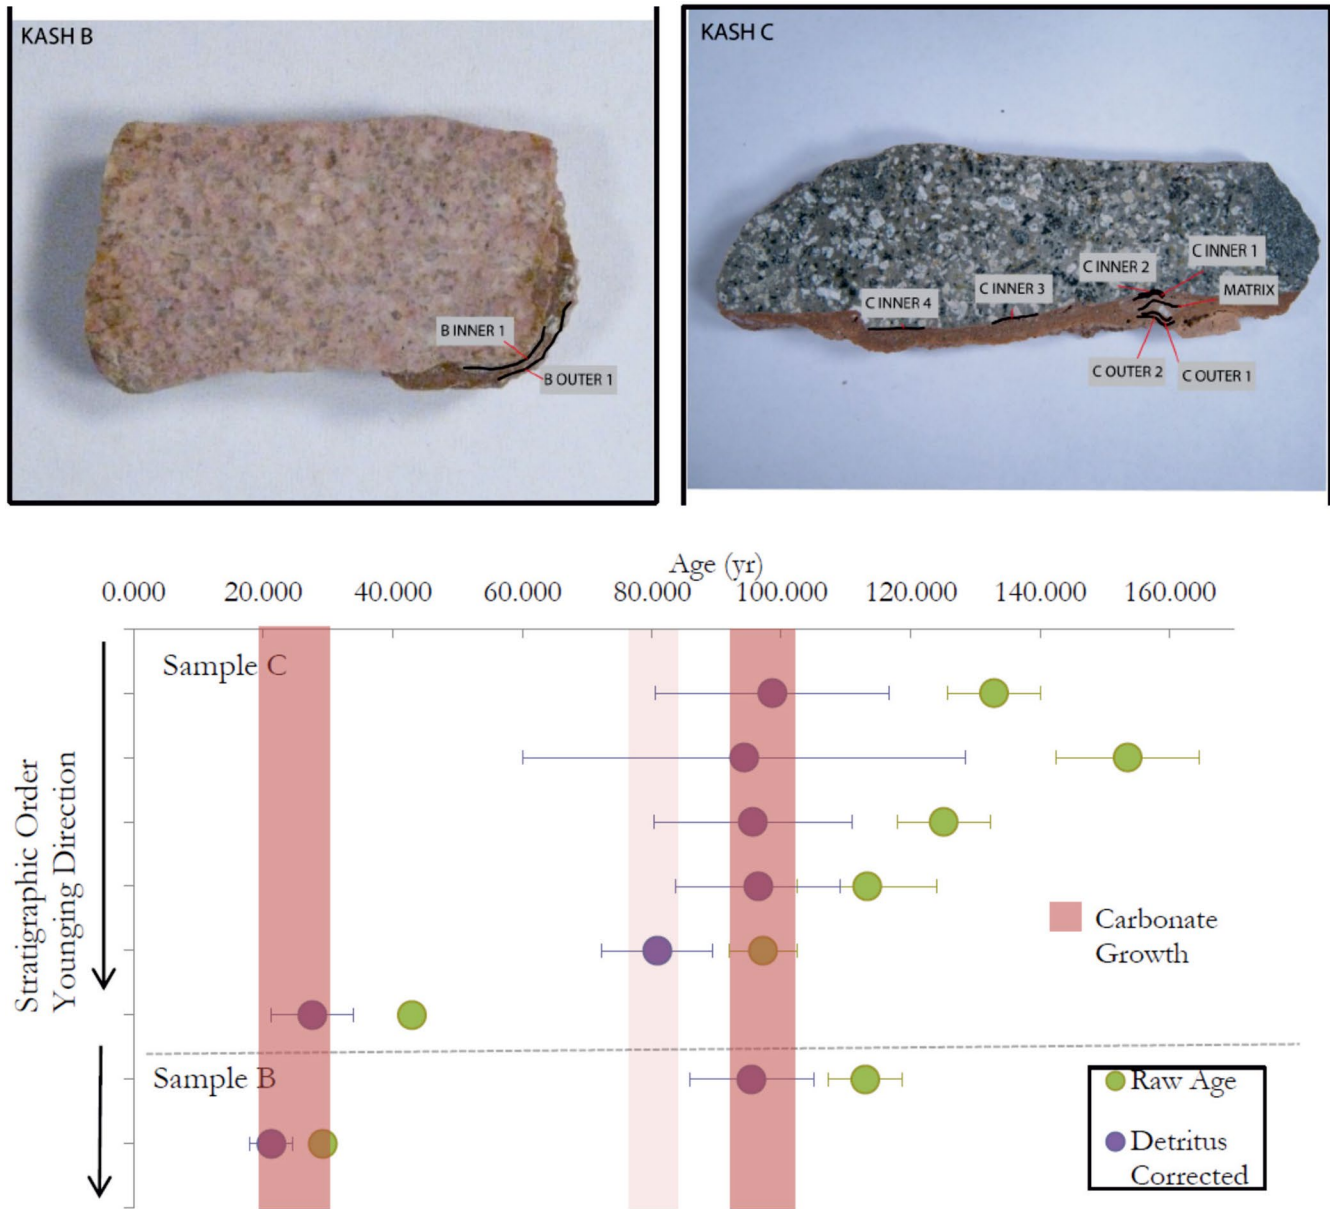 KASH B
B INNER 1
B OUTER 1
KASH C
C INNER 1
C INNER 2
MATRIX
C INNER 3
C INNER 4
C OUTER 2
C OUTER 1
Age (yr)
0.000
20.000
40.000
60.000
80.000
100.000
120.000
140.000
160.000
Sample C
Stratigraphic Order
Younging Direction
Carbonate
Growth
Sample B
Raw Age
Detritus
Corrected